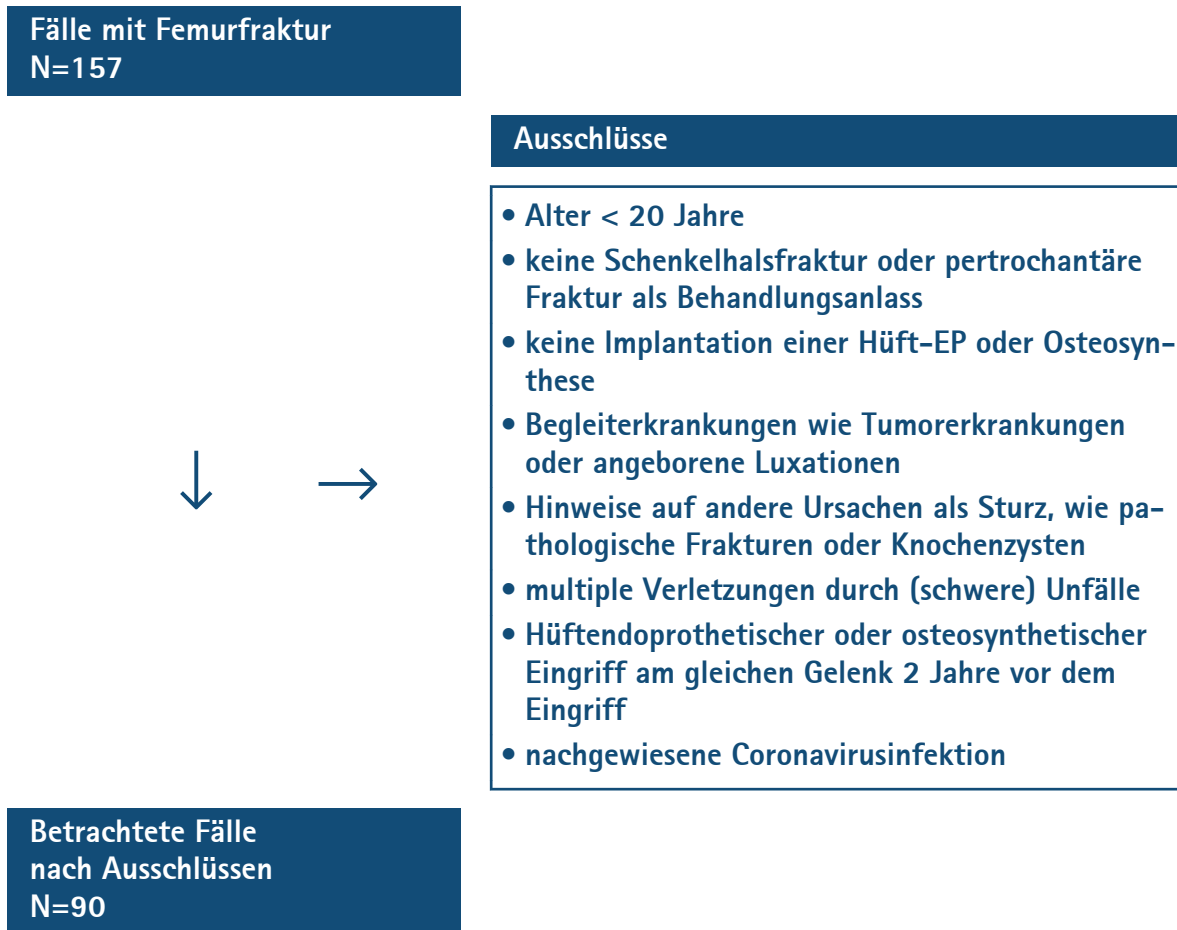 Fälle mit Femurfraktur
N=157
Ausschlüsse
• Alter < 20 Jahre
• keine Schenkelhalsfraktur oder pertrochantäre
Fraktur als Behandlungsanlass
• keine Implantation einer Hüft-EP oder Osteosyn-
these
• Begleiterkrankungen wie Tumorerkrankungen
oder angeborene Luxationen
• Hinweise auf andere Ursachen als Sturz, wie pa-
thologische Frakturen oder Knochenzysten
• multiple Verletzungen durch (schwere) Unfälle
• Hüftendoprothetischer oder osteosynthetischer
Eingriff am gleichen Gelenk 2 Jahre vor dem
Eingriff
• nachgewiesene Coronavirusinfektion
Betrachtete Fälle
nach Ausschlüssen
N=90